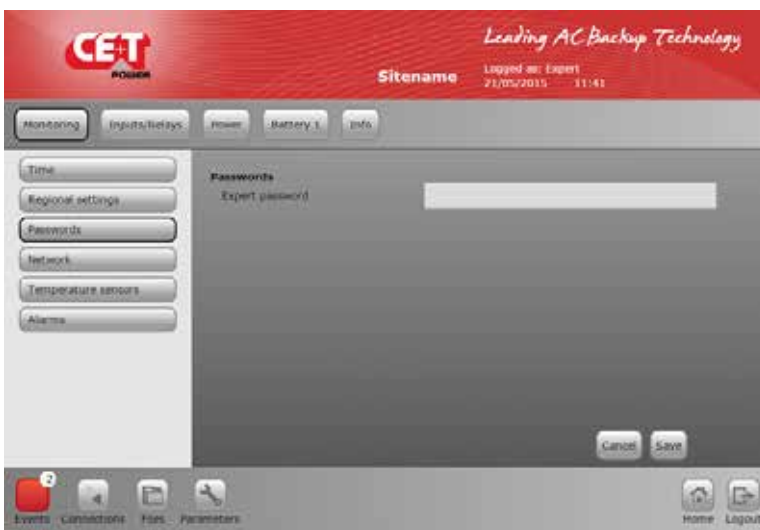 Leading AC Backup Technology
CE+T
POWER
Sitename
Logged as: Expert
21/05/2015 11:41
Monitoring Inputs/Relays Power Battery 1 Info
Time
Regional settings
Passwords
Network
Temperature sensors
Alarms
Passwords
Expert password
Cancel Save
2
Events Connections Files Parameters Home Logout